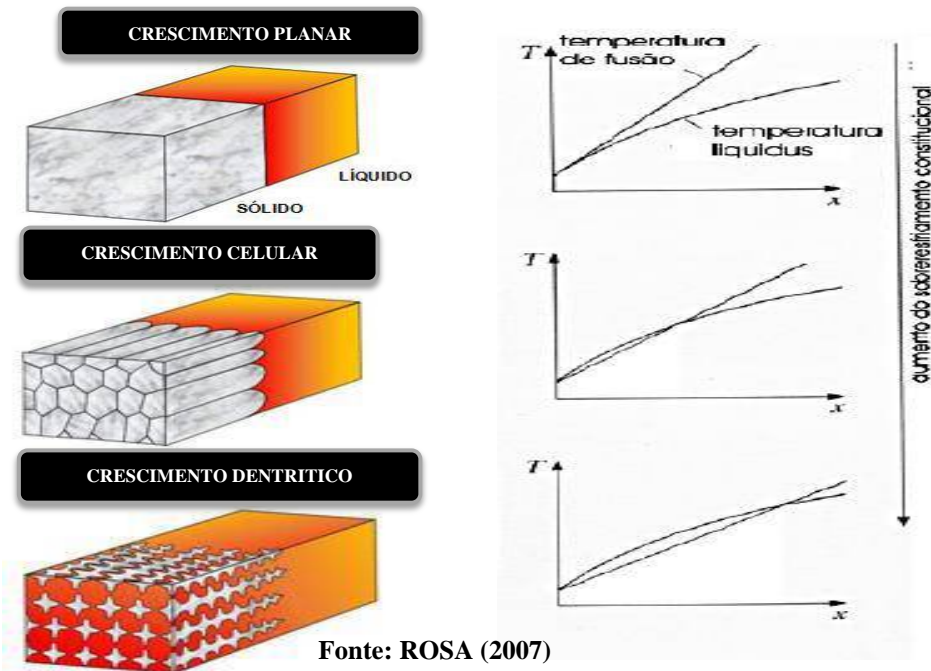 CRESCIMENTO PLANAR
LÍQUIDO
SÓLIDO
CRESCIMENTO CELULAR
CRESCIMENTO DENTRITICO
T
temperatura
de fusão
temperatura
liquidus
x
T
x
T
x
aumento do sobreresfriamento constitucional
Fonte: ROSA (2007)